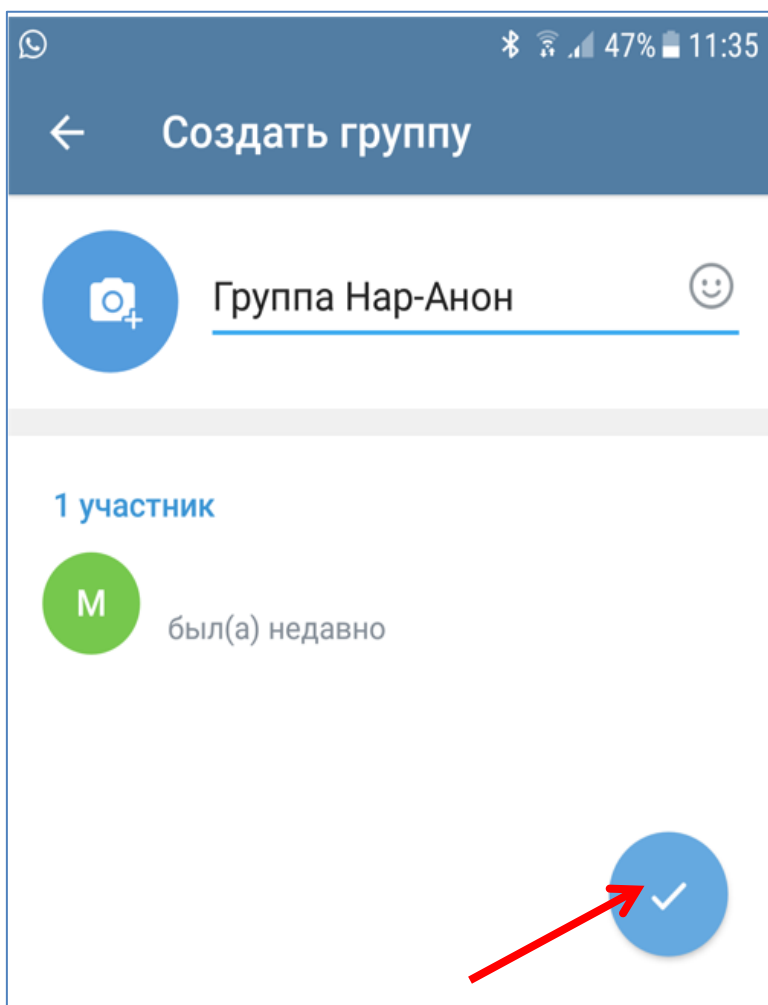 47% 11:35
Создать группу
Группа Нар-Анон
1 участник
М
был(а) недавно